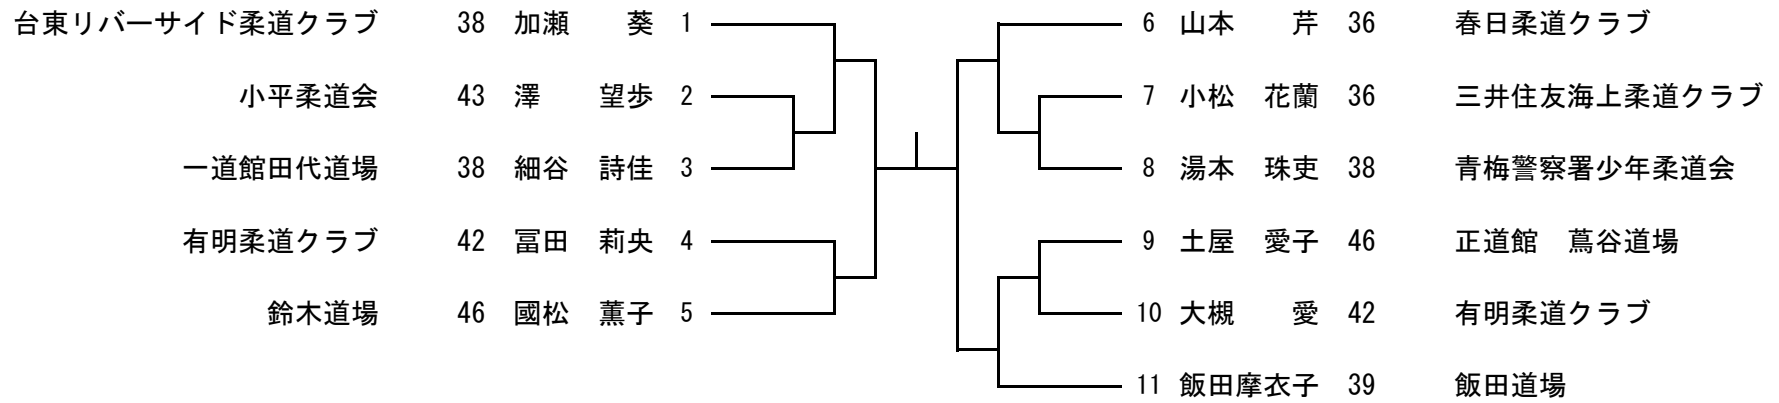 台東リバーサイド柔道クラブ 38 加瀬 葵 1
小平柔道会 43 澤 望歩 2
一道館田代道場 38 細谷 詩佳 3
有明柔道クラブ 42 冨田 莉央 4
鈴木道場 46 國松 薫子 5
6 山本 芹 36 春日柔道クラブ
7 小松 花蘭 36 三井住友海上柔道クラブ
8 湯本 珠吏 38 青梅警察署少年柔道会
9 土屋 愛子 46 正道館 蔦谷道場
10 大槻 愛 42 有明柔道クラブ
11 飯田摩衣子 39 飯田道場